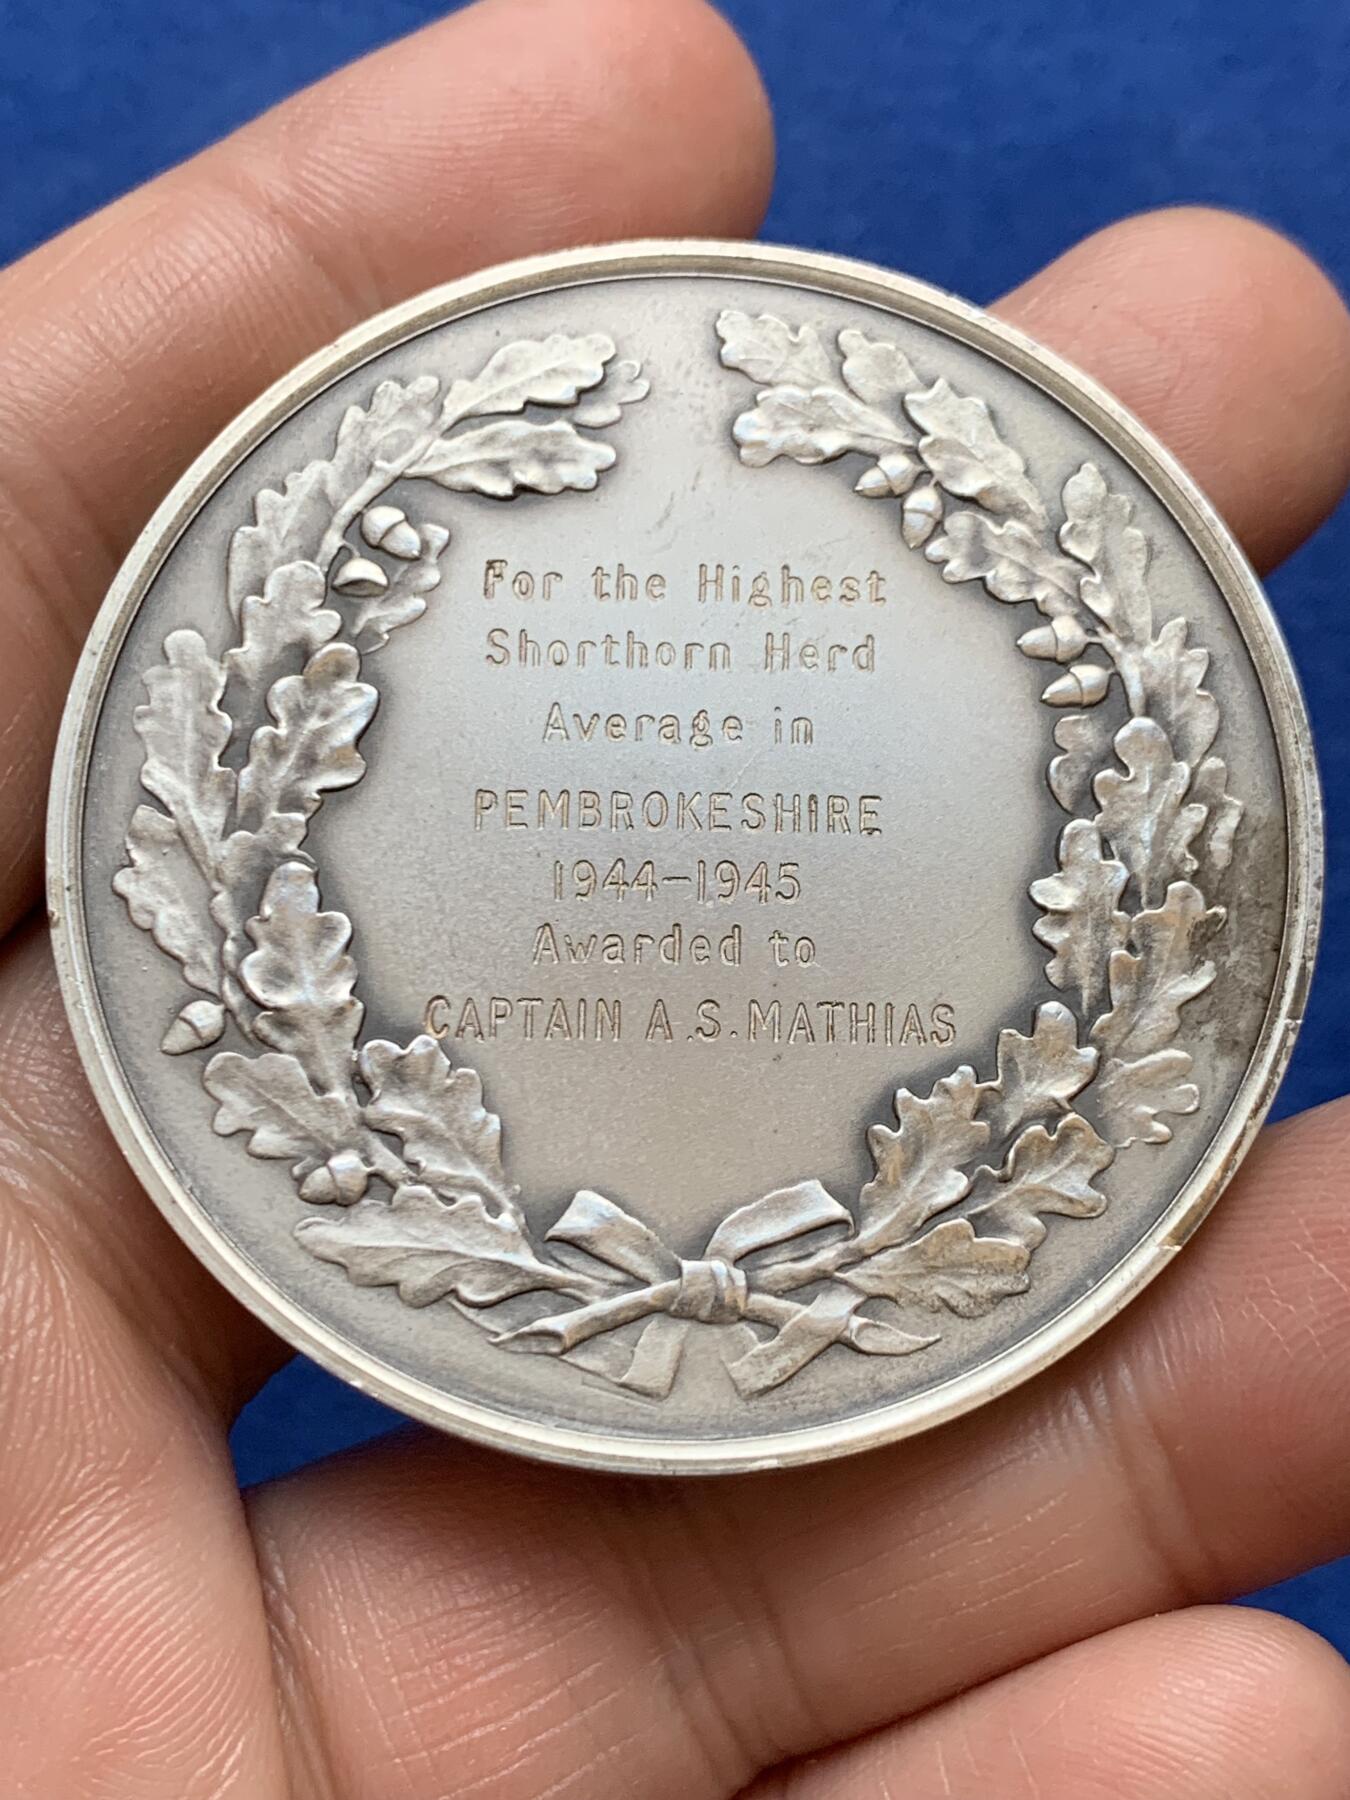 For the Highest
Shorthorn Herd
Average in
PEMBROKESHIRE
1944-1945
Awarded to
CAPTAIN A.S.MATHIAS